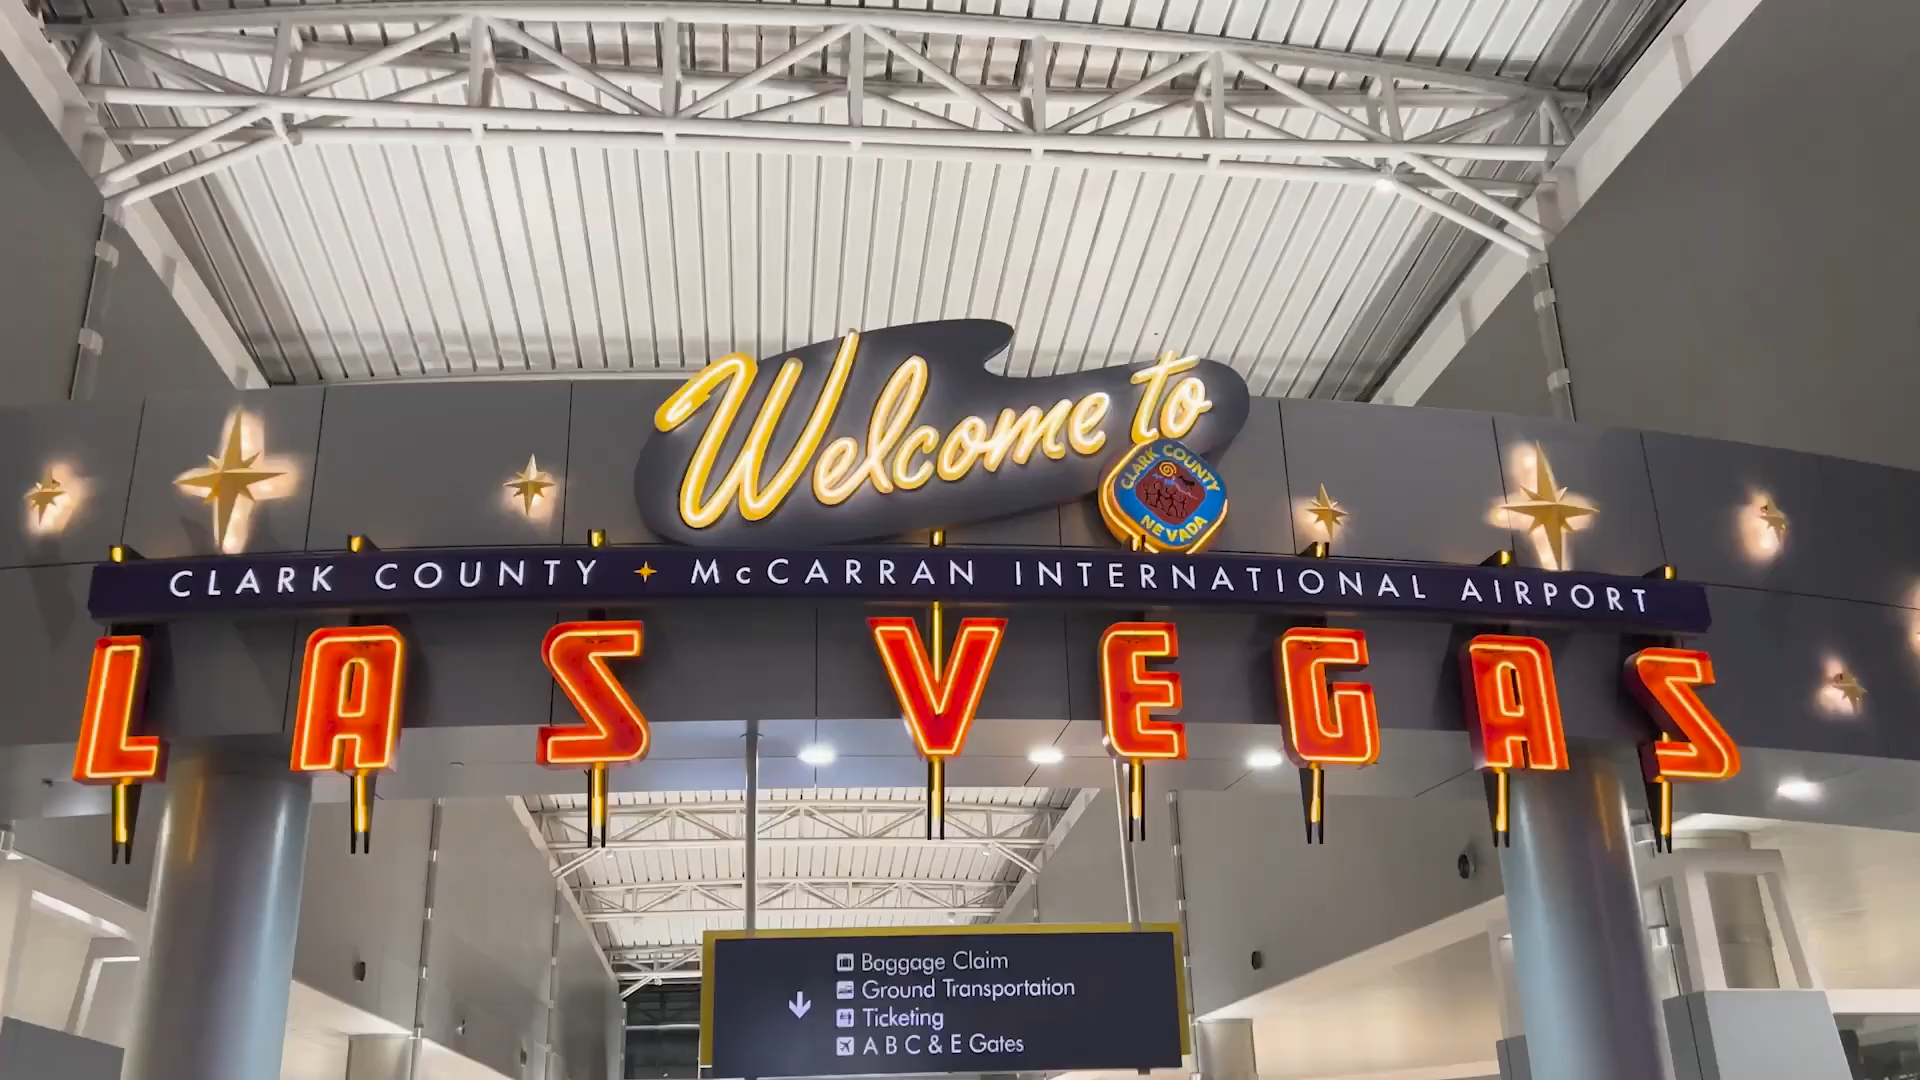 Welcome to
CLARK COUNTY
NEVADA
CLARK COUNTY McCARRAN INTERNATIONAL AIRPORT
LAS VEGAS
Baggage Claim
Ground Transportation
Ticketing
A B C & E Gates